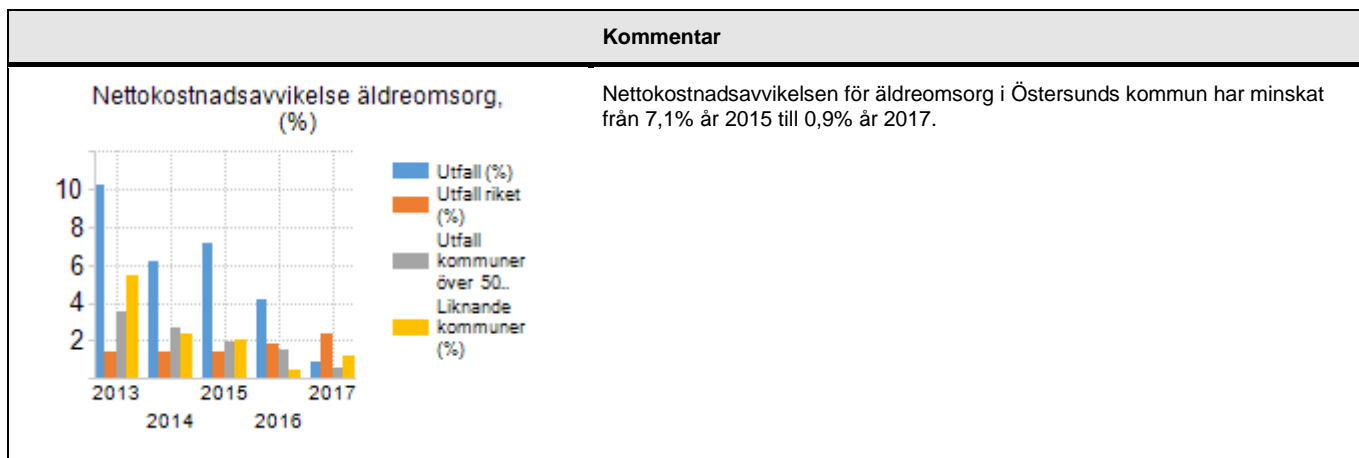 Kommentar
Nettokostnadsavvikelse äldreomsorg,
(%)
10
8
6
4
2
2013
2015
2017
2014
2016
Utfall (%)
Utfall riket
(%)
Utfall
kommuner
över 50..
Liknande
kommuner
(%)
Nettokostnadsavvikelsen för äldreomsorg i Östersunds kommun har minskat
från 7,1% år 2015 till 0,9% år 2017.